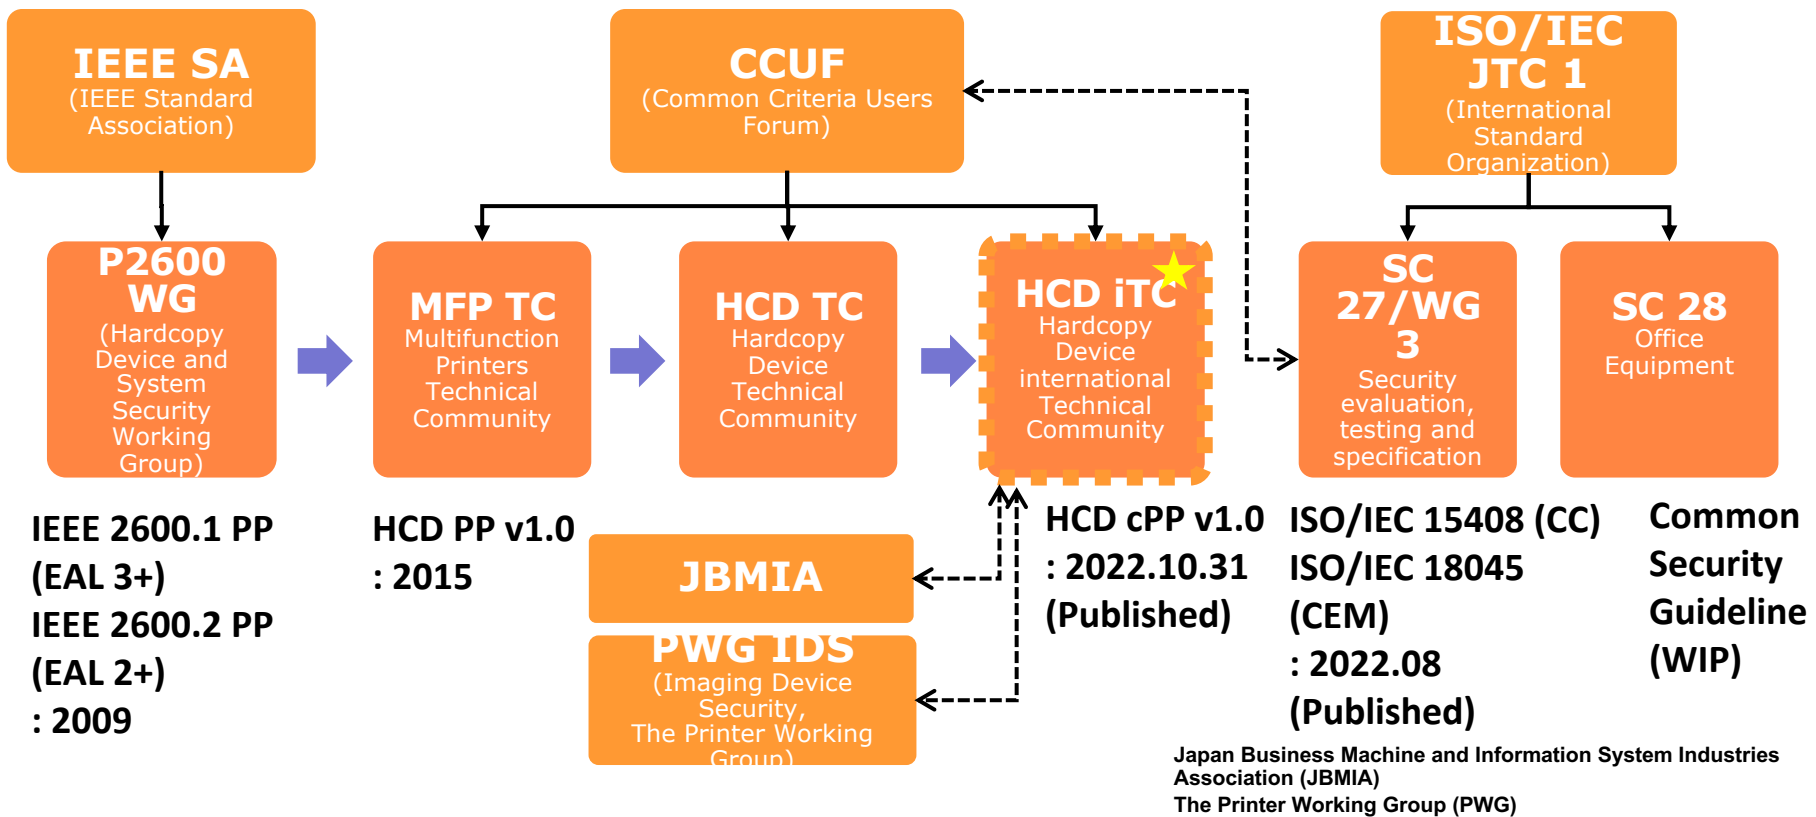 IEEE SA
(IEEE Standard
Association)
CCUF
(Common Criteria Users
Forum)
ISO/IEC
JTC 1
(International
Standard
Organization)
P2600
WG
(Hardcopy
Device and
System
Security
Working
Group)
MFP TC
Multifunction
Printers
Technical
Community
HCD TC
Hardcopy
Device
Technical
Community
HCD iTC
Hardcopy
Device
international
Technical
Community
SC
27/WG
3
Security
evaluation,
testing and
specification
SC 28
Office
Equipment
IEEE 2600.1 PP
(EAL 3+)
IEEE 2600.2 PP
(EAL 2+)
: 2009
HCD PP v1.0
: 2015
JBMIA
PWG IDS
(Imaging Device
Security,
The Printer Working
Group)
HCD cPP v1.0
: 2022.10.31
(Published)
ISO/IEC 15408 (CC)
ISO/IEC 18045
(CEM)
: 2022.08
(Published)
Common
Security
Guideline
(WIP)
Japan Business Machine and Information System Industries
Association (JBMIA)
The Printer Working Group (PWG)